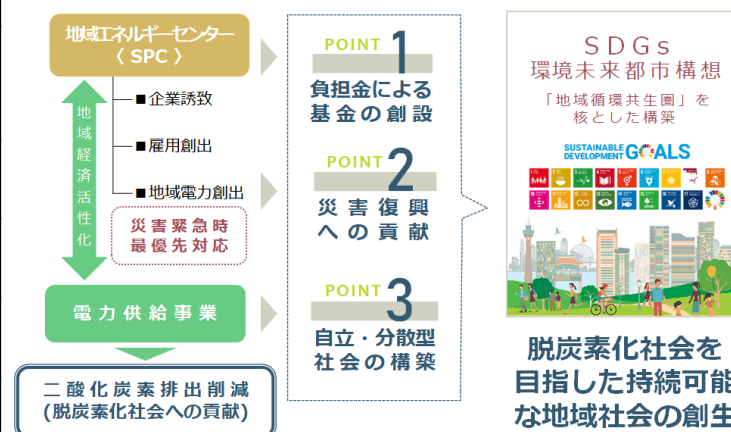 地域エネルギーセンター
〈 SPC 〉
■企業誘致
■雇用創出
■地域電力創出
地域経済活性化
災害緊急時
最優先対応
電力供給事業
二酸化炭素排出削減
(脱炭素化社会への貢献)
POINT 1
負担金による
基金の創設
POINT 2
災害復興
への貢献
POINT 3
自立・分散型
社会の構築
SDGs
環境未来都市構想
「地域循環共生圏」を
核とした構築
SUSTAINABLE
DEVELOPMENT GOALS
脱炭素化社会を
目指した持続可能
な地域社会の創生